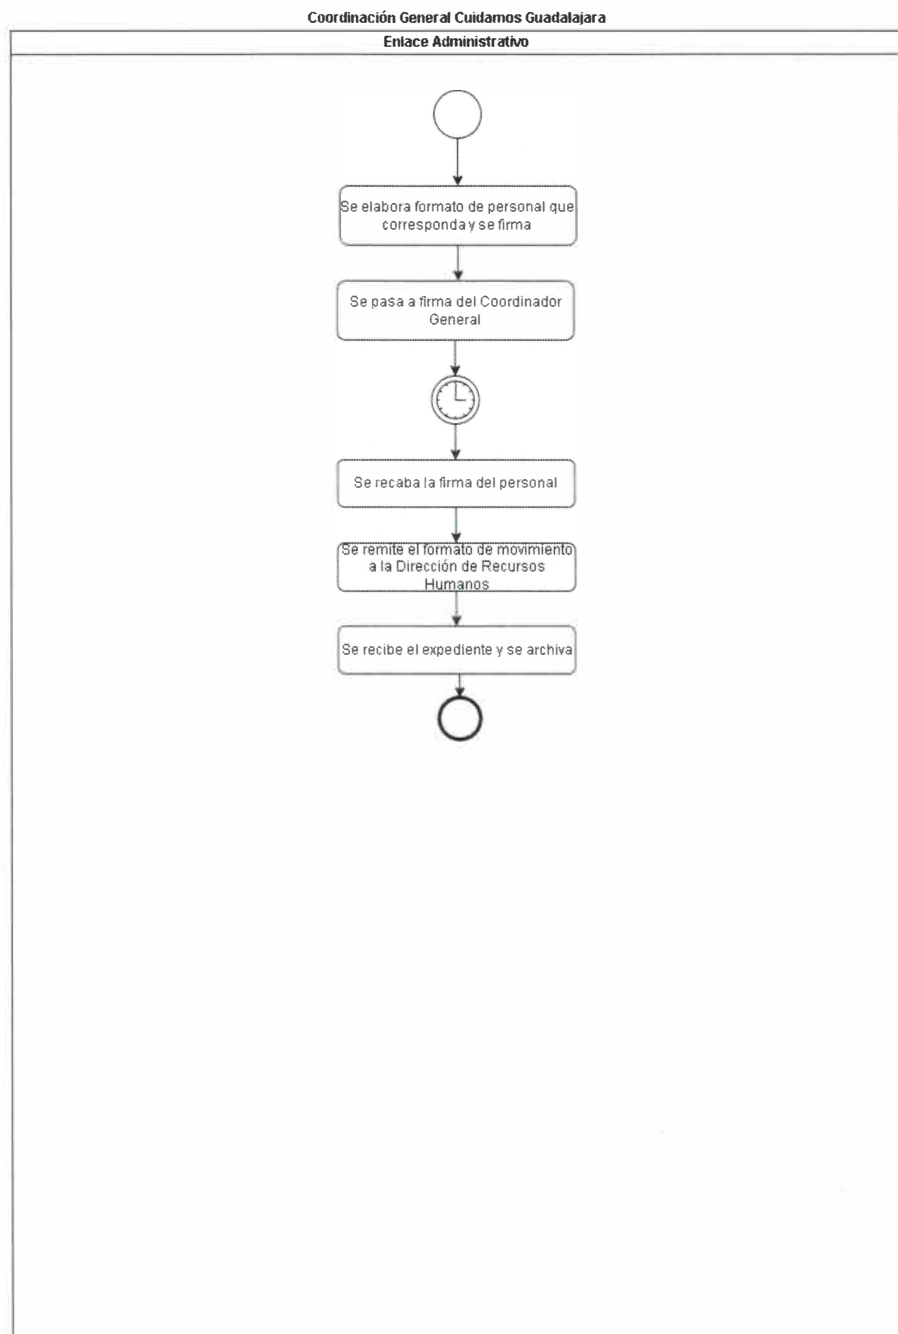 Coordinación General Cuidamos Guadalajara
Enlace Administrativo
Se elabora formato de personal que
corresponda y se firma
Se pasa a firma del Coordinador
General
Se recaba la firma del personal
Se remite el formato de movimiento
a la Dirección de Recursos
Humanos
Se recibe el expediente y se archiva